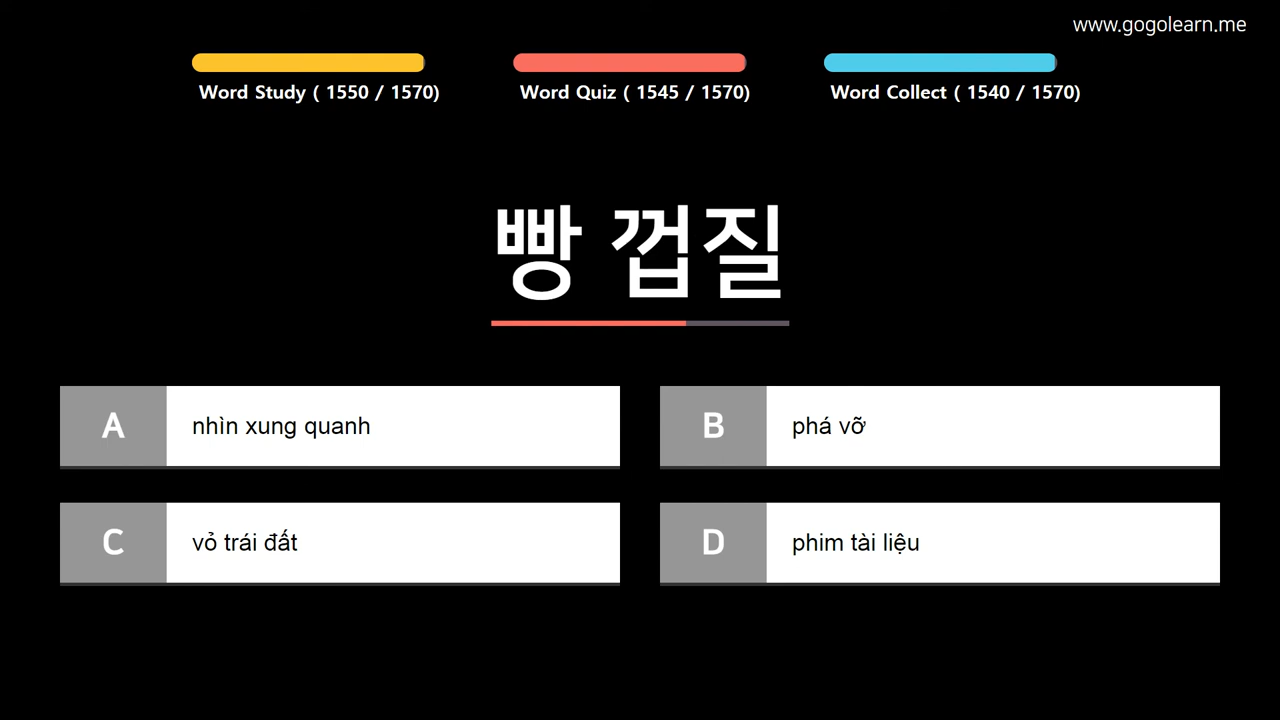 www.gogolearn.me
Word Study ( 1550 / 1570)
Word Quiz ( 1545 / 1570)
Word Collect ( 1540 / 1570)
빵 껍질
A nhìn xung quanh
B phá vỡ
C vỏ trái đất
D phim tài liệu